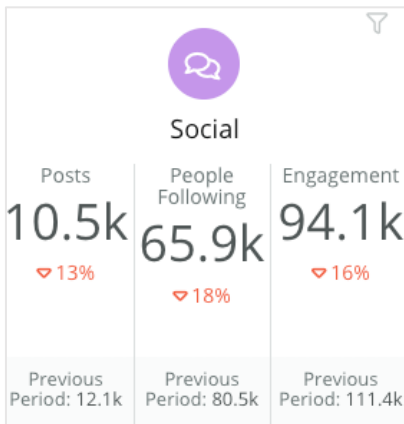 Social
Posts
10.5k
13%
Previous
Period: 12.1k
People
Following
65.9k
18%
Previous
Period: 80.5k
Engagement
94.1k
16%
Previous
Period: 111.4k